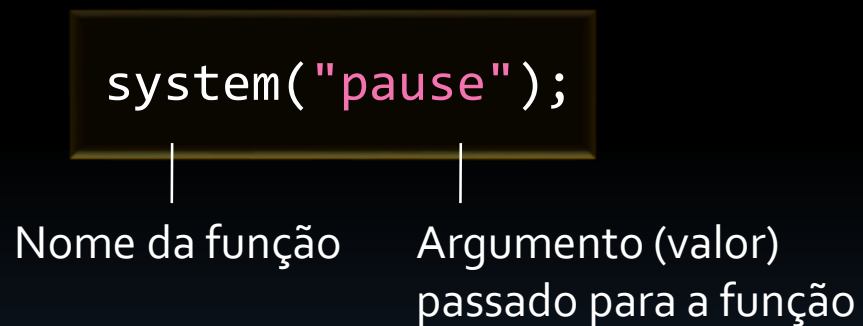 system("pause");
Nome da função
Argumento (valor)
passado para a função